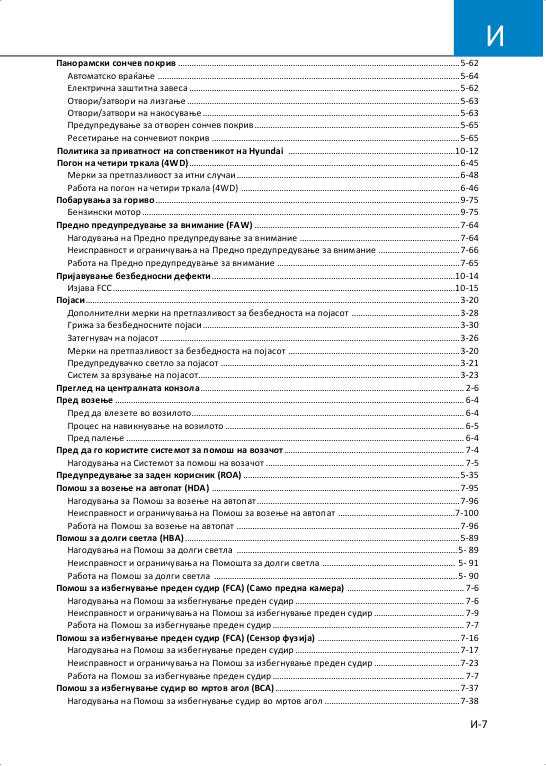 И
Панорамски сончев покрив ........ 5-62
Автоматско враќање ........ 5-64
Електрична заштитна завеса ........ 5-62
Отвори/затвори на лизгање ........ 5-63
Отвори/затвори на накосување ........ 5-63
Предупредување за отворен сончев покрив ........ 5-65
Ресетирање на сончевиот покрив ........ 5-65
Политика за приватност на сопственикот на Hyundai ........ 10-12
Погон на четири тркала (4WD) ........ 6-45
Мерки на претпазливост за итни случаи ........ 6-48
Работа на погон на четири тркала (4WD) ........ 6-46
Побарувања за гориво ........ 9-75
Бензински мотор ........ 9-75
Предно предупредување за внимание (FAW) ........ 7-64
Нагодувања на Предно предупредување за внимание ........ 7-64
Неисправност и ограничувања на Предно предупредување за внимание ........ 7-66
Работа на Предно предупредување за внимание ........ 7-65
Пријавување безбедносни дефекти ........ 10-14
Изјава FCC ........ 10-15
Појаси ........ 3-20
Дополнителни мерки на претпазливост за безбедноста на појасот ........ 3-28
Грижа за безбедносните појаси ........ 3-30
Затегнувач на појасот ........ 3-26
Мерки на претпазливост за безбедноста на појасот ........ 3-20
Предупредувачко светло за појасот ........ 3-21
Систем за врзување на појасот ........ 3-23
Преглед на централната конзола ........ 2-6
Пред возење ........ 6-4
Пред да влезете во возилото ........ 6-4
Процес на навикнување на возилото ........ 6-5
Пред палење ........ 6-4
Пред да го користите системот за помош на возачот ........ 7-4
Нагодувања на Системот за помош на возачот ........ 7-5
Предупредување за заден корисник (ROA) ........ 5-35
Помош за возење на автопат (HDA) ........ 7-95
Нагодувања за Помош за возење на автопат ........ 7-96
Неисправност и ограничувања на Помош за возење на автопат ........ 7-100
Работа на Помош за возење на автопат ........ 7-96
Помош за долги светла (HBA) ........ 5-89
Нагодувања на Помош за долги светла ........ 5- 89
Неисправност и ограничувања на Помошта за долги светла ........ 5- 91
Работа на Помош за долги светла ........ 5- 90
Помош за избегнување преден судир (FCA) (Само предна камера) ........ 7-6
Нагодувања на Помош за избегнување преден судир ........ 7-6
Неисправност и ограничувања на Помош за избегнување преден судир ........ 7-9
Работа на Помош за избегнување преден судир ........ 7-7
Помош за избегнување преден судир (FCA) (Сензор фузија) ........ 7-16
Нагодувања на Помош за избегнување преден судир ........ 7-17
Неисправност и ограничувања на Помош за избегнување преден судир ........ 7-23
Работа на Помош за избегнување преден судир ........ 7-7
Помош за избегнување судир во мртов агол (BCA) ........ 7-37
Нагодувања на Помош за избегнување судир во мртов агол ........ 7-38
И-7